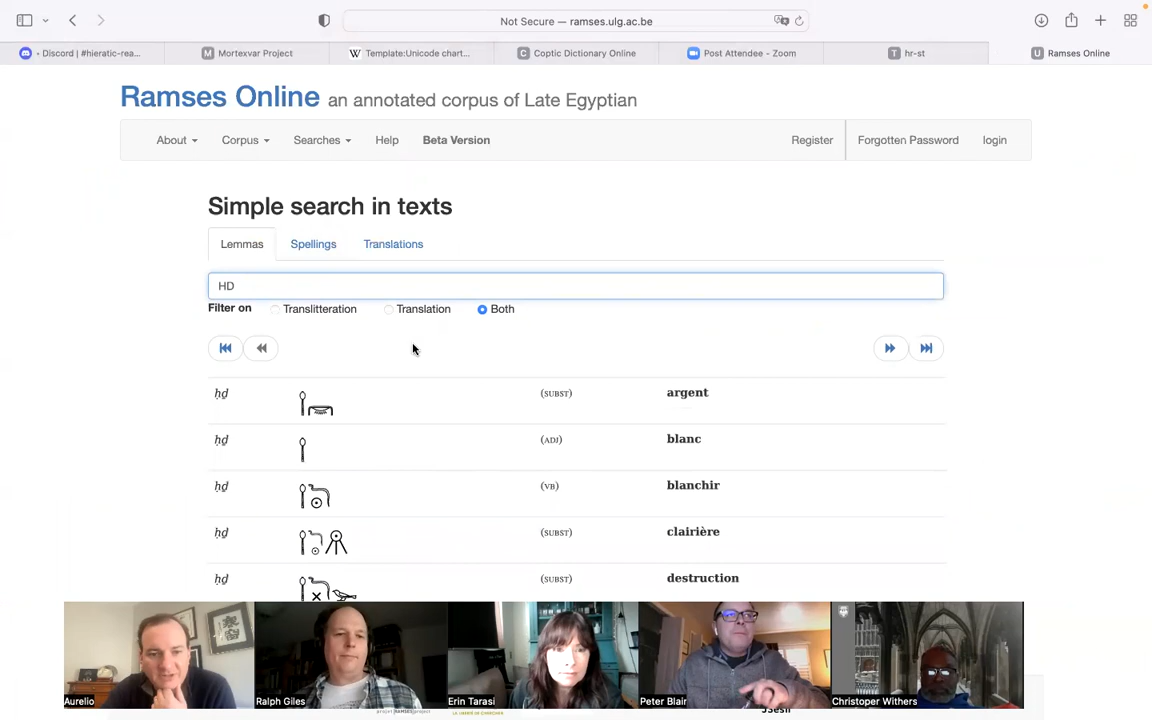 Not Secure — ramses.ulg.ac.be
• Discord | #hieratic-rea...
Mortexvar Project
Template:Unicode chart...
Coptic Dictionary Online
Post Attendee - Zoom
hr-st
Ramses Online
Ramses Online an annotated corpus of Late Egyptian
About Corpus Searches Help Beta Version Register Forgotten Password login
Simple search in texts
Lemmas Spellings Translations
HD
Filter on Translitteration Translation Both
ḥḏ (SUBST) argent
ḥḏ (ADJ) blanc
ḥḏ (VB) blanchir
ḥḏ (SUBST) clairière
ḥḏ (SUBST) destruction
Aurelio Ralph Giles Erin Tarasi Peter Blair Christoper Withers